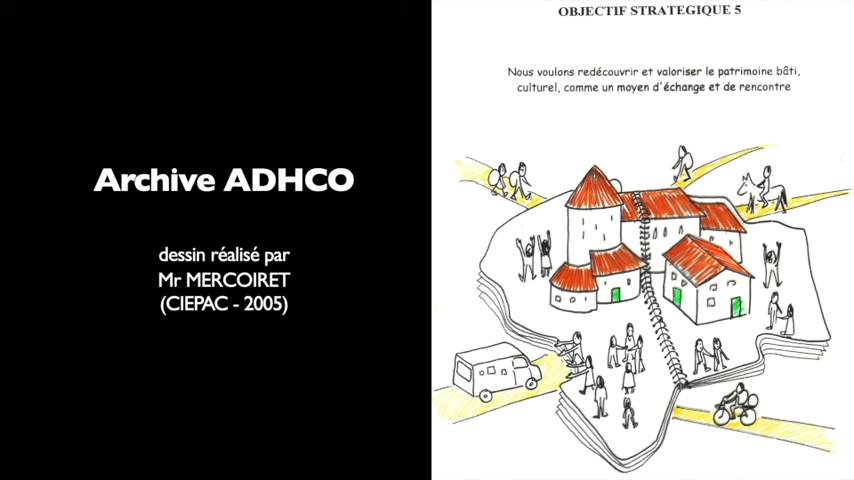 Archive ADHCO
dessin réalisé par
Mr MERCOIRET
(CIEPAC - 2005)
OBJECTIF STRATEGIQUE 5
Nous voulons redécouvrir et valoriser le patrimoine bâti,
culturel, comme un moyen d'échange et de rencontre